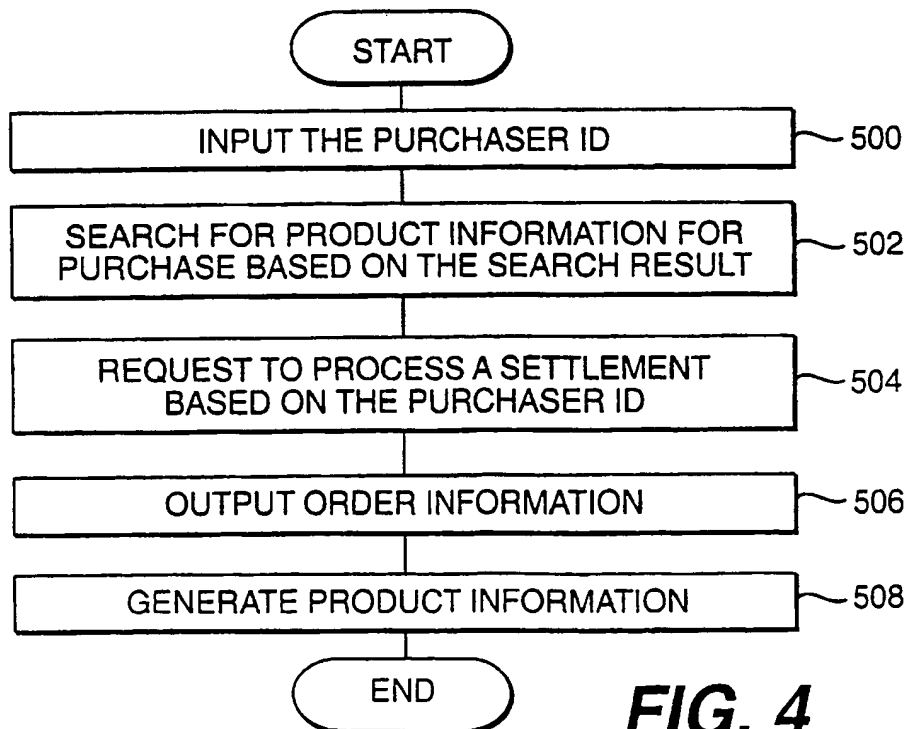 START
INPUT THE PURCHASER ID
500
SEARCH FOR PRODUCT INFORMATION FOR
PURCHASE BASED ON THE SEARCH RESULT
502
REQUEST TO PROCESS A SETTLEMENT
BASED ON THE PURCHASER ID
504
OUTPUT ORDER INFORMATION
506
GENERATE PRODUCT INFORMATION
508
END
FIG. 4